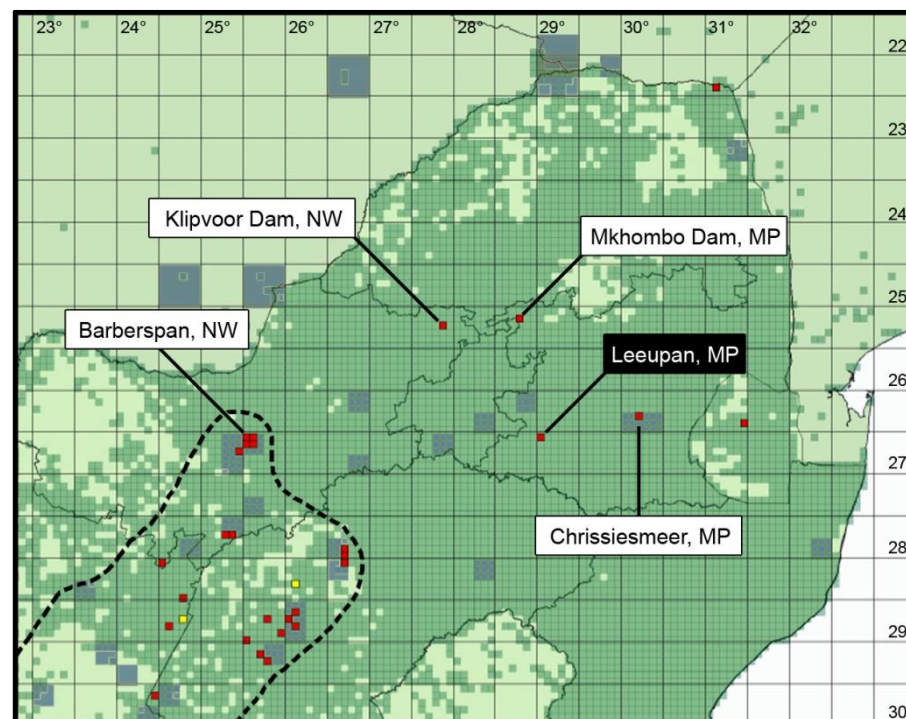 23° 24° 25° 26° 27° 28° 29° 30° 31° 32°
22
23
Klipvoor Dam, NW
24
Mkhombo Dam, MP
25
Barberspan, NW
Leeupan, MP
26
27
Chrissiesmeer, MP
28
29
30